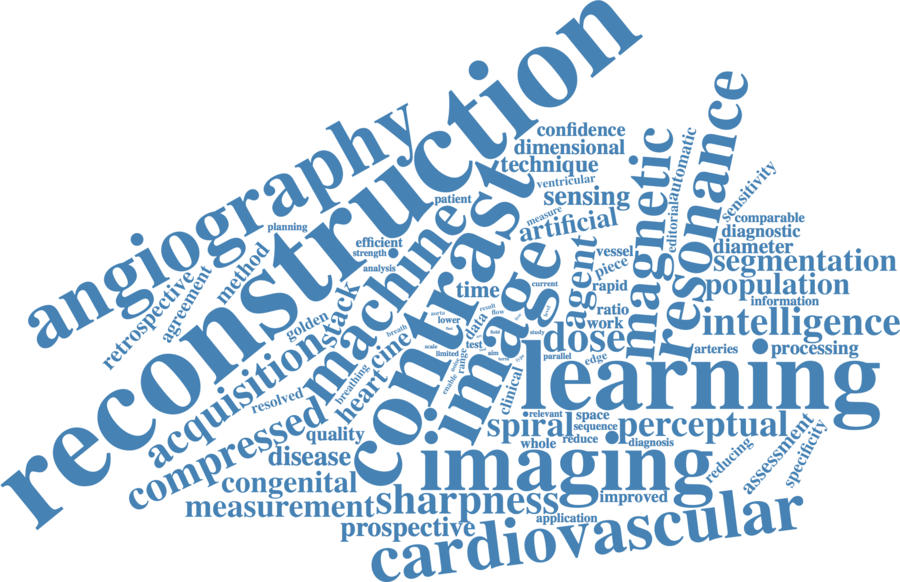 reconstruction
angiography
contrast
confidence
dimensional
technique
ventricular
sensing
measure
artificial
patient
planning
magnetic
automatic
editorial
resonance
sensitivity
comparable
diagnostic
diameter
segmentation
population
information
intelligence
arteries
processing
retrospective
agreement
method
efficient
strength
analysis
machine
image
agent
vessel
piece
rapid
ratio
work
current
time
golden
stack
acquisition
resolved
compressed
breath
breathing
cine
heart
aorta
lower
result
flow
data
test
range
scale
limited
enable
aim
field
study
parallel
edge
dose
clinical
learning
relevant
space
spiral
sequence
perceptual
whole
reduce
diagnosis
quality
disease
congenital
measurement
imaging
sharpness
improved
reducing
assessment
specificity
prospective
application
cardiovascular